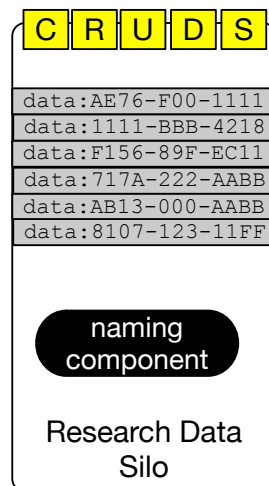 C R U D S
data:AE76-F00-1111
data:1111-BBB-4218
data:F156-89F-EC11
data:717A-222-AABB
data:AB13-000-AABB
data:8107-123-11FF
naming
component
Research Data
Silo